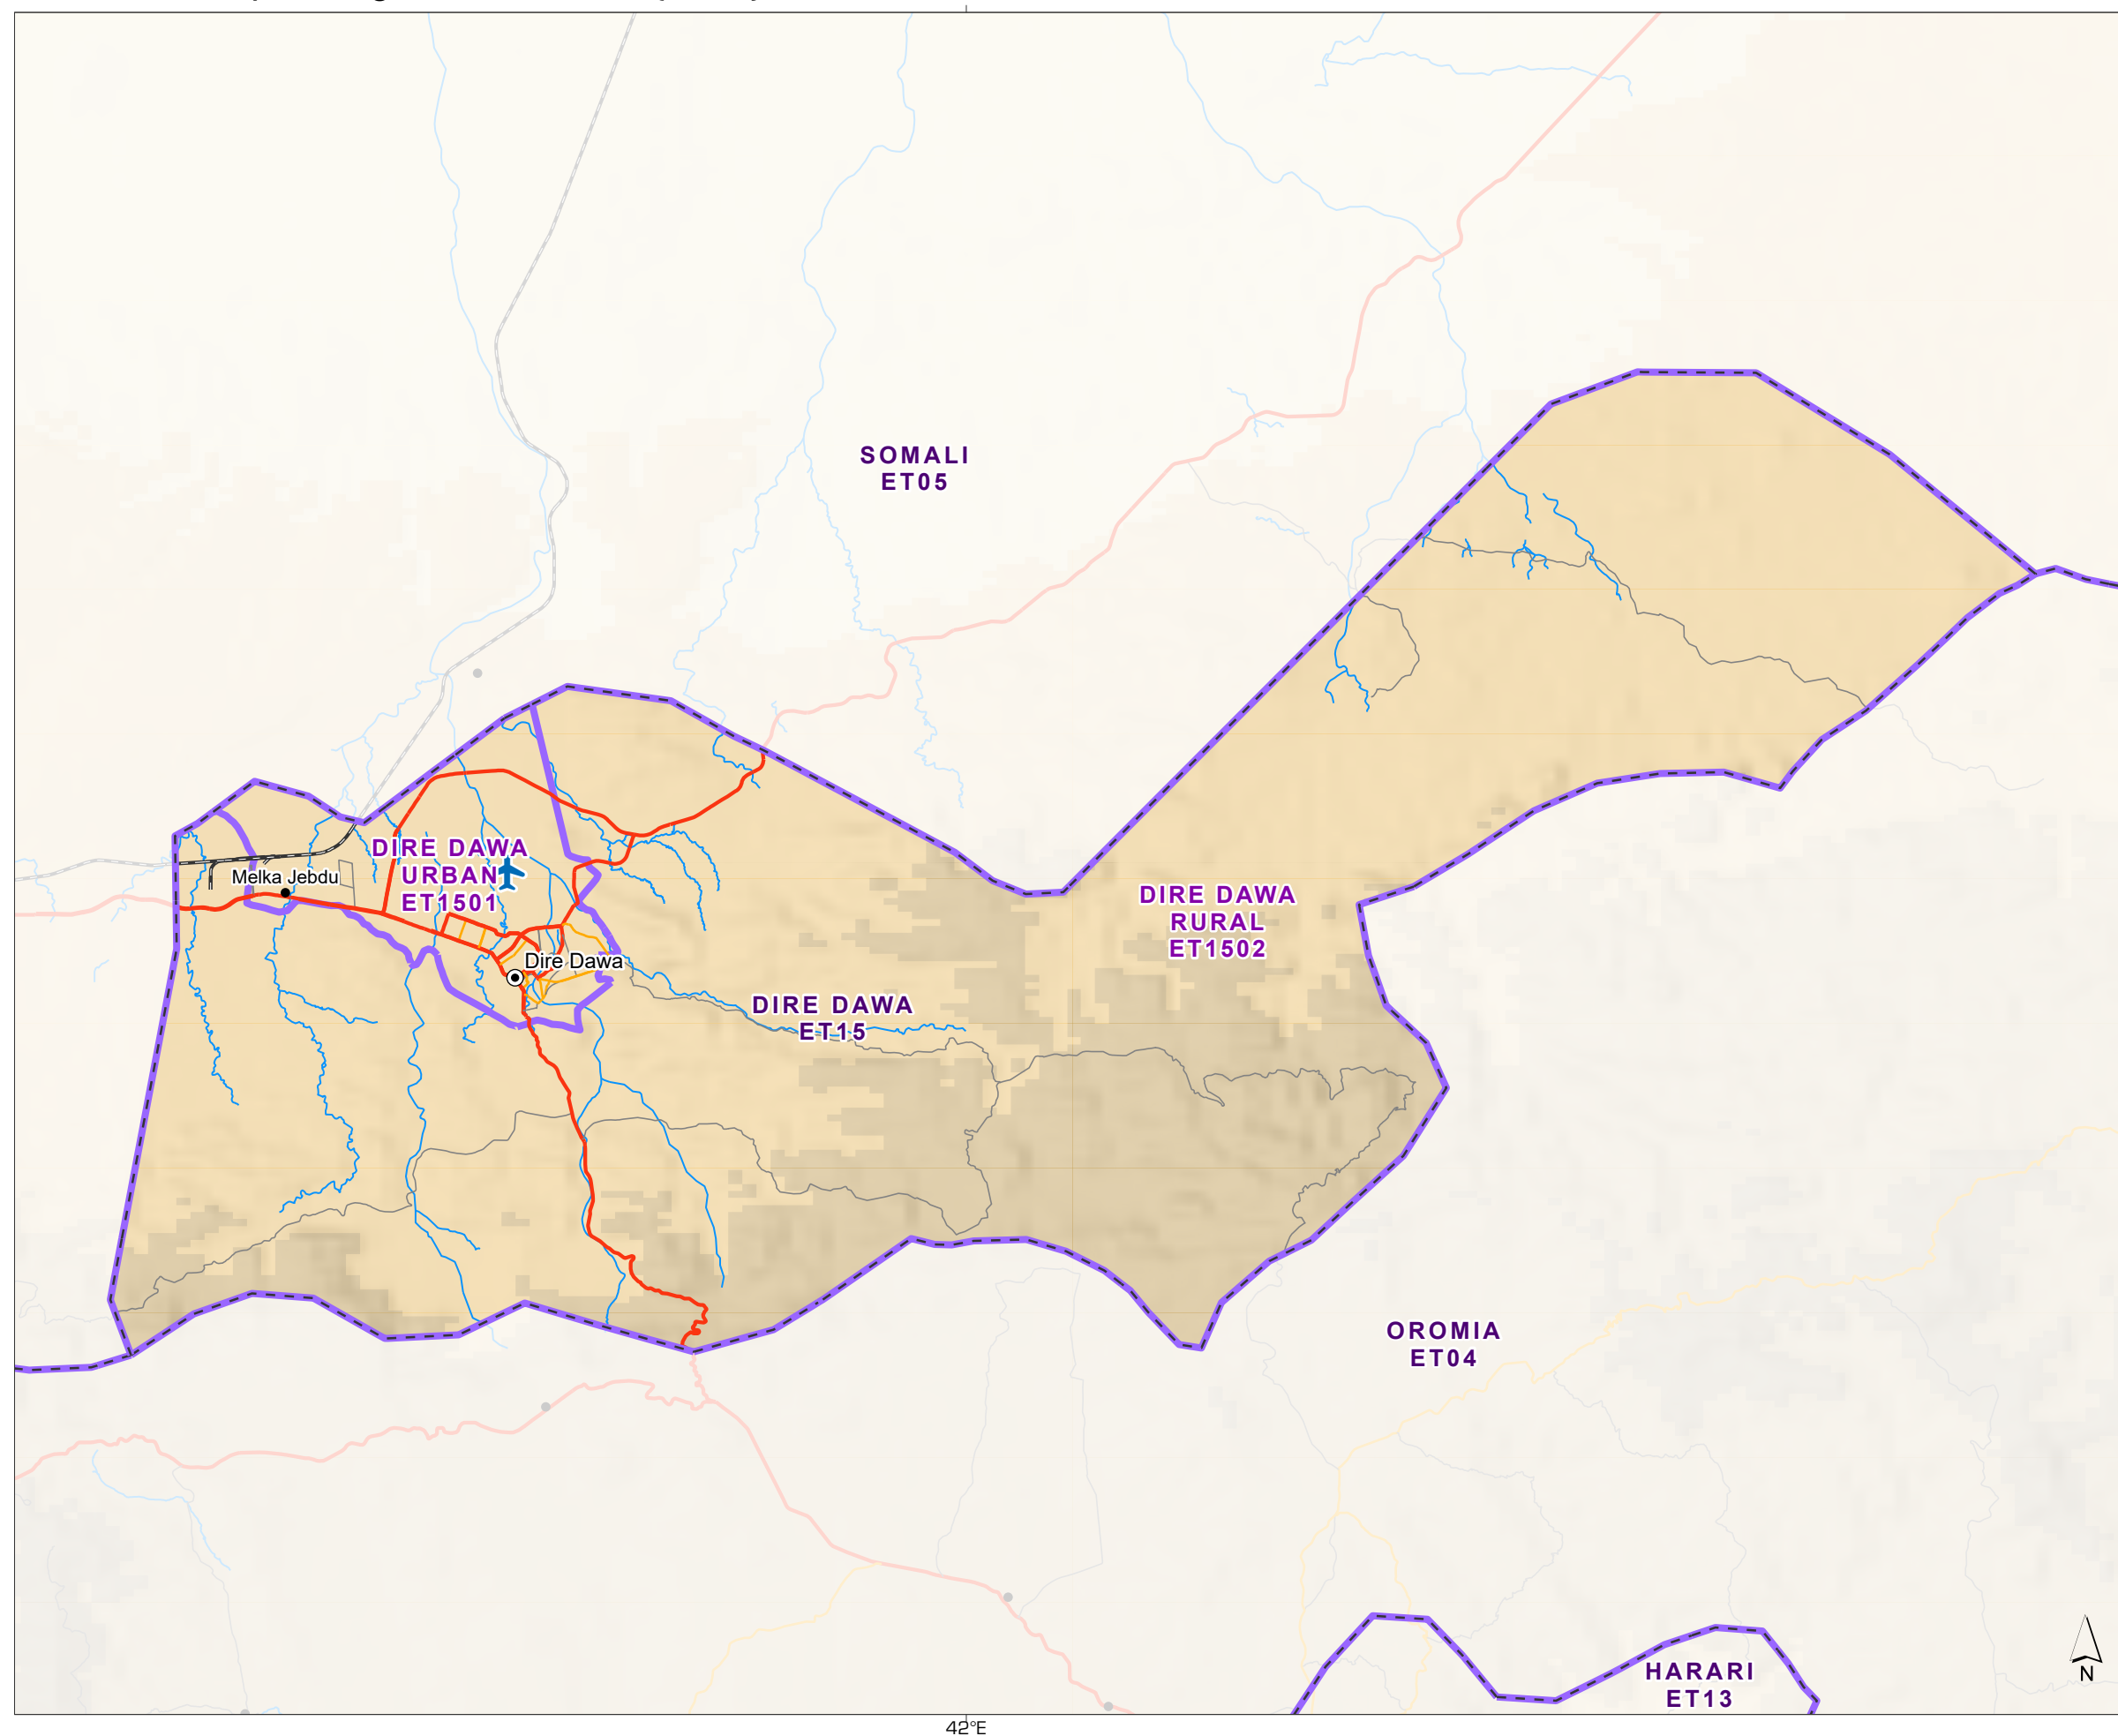 SOMALI
ET05
DIRE DAWA
URBAN
ET1501
Melka Jebdu
DIRE DAWA
RURAL
ET1502
Dire Dawa
DIRE DAWA
ET15
OROMIA
ET04
HARARI
ET13
N
42°E